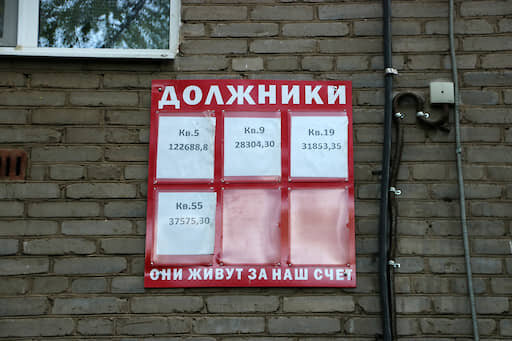 ДОЛЖНИКИ
Кв.5
122688,8
Кв.9
28304,30
Кв.19
31853,35
Кв.55
37575,30
ОНИ ЖИВУТ ЗА НАШ СЧЕТ